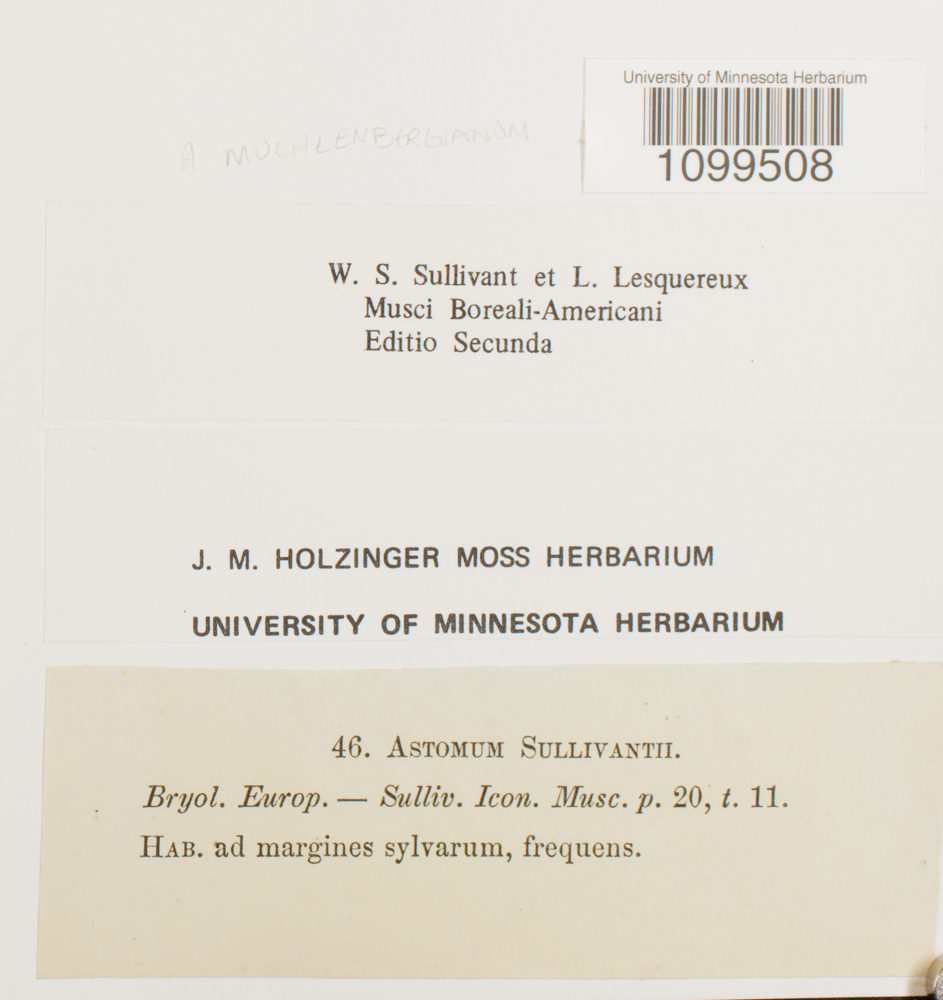 University of Minnesota Herbarium
1099508
A MUEHLENBERGIANUM
W. S. Sullivant et L. Lesquereux
Musci Boreali-Americani
Editio Secunda
J. M. HOLZINGER MOSS HERBARIUM
UNIVERSITY OF MINNESOTA HERBARIUM
46. ASTOMUM SULLIVANTII.
Bryol. Europ. — Sulliv. Icon. Musc. p. 20, t. 11.
HAB. ad margines sylvarum, frequens.